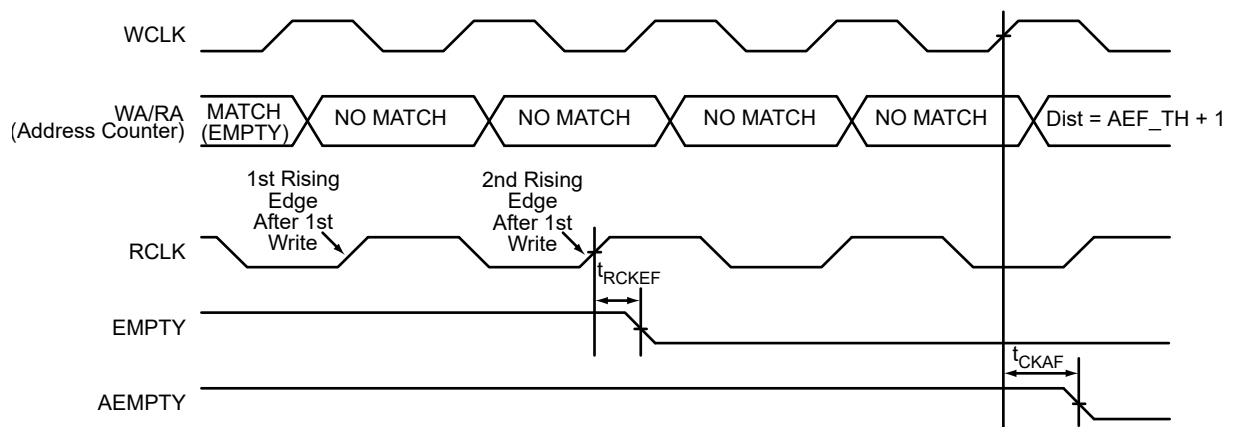 WCLK
WA/RA
(Address Counter)
MATCH
(EMPTY)
NO MATCH
NO MATCH
NO MATCH
NO MATCH
Dist = AEF_TH + 1
1st Rising
Edge
After 1st
Write
2nd Rising
Edge
After 1st
Write
RCLK
tRCKEF
EMPTY
tCKAF
AEMPTY